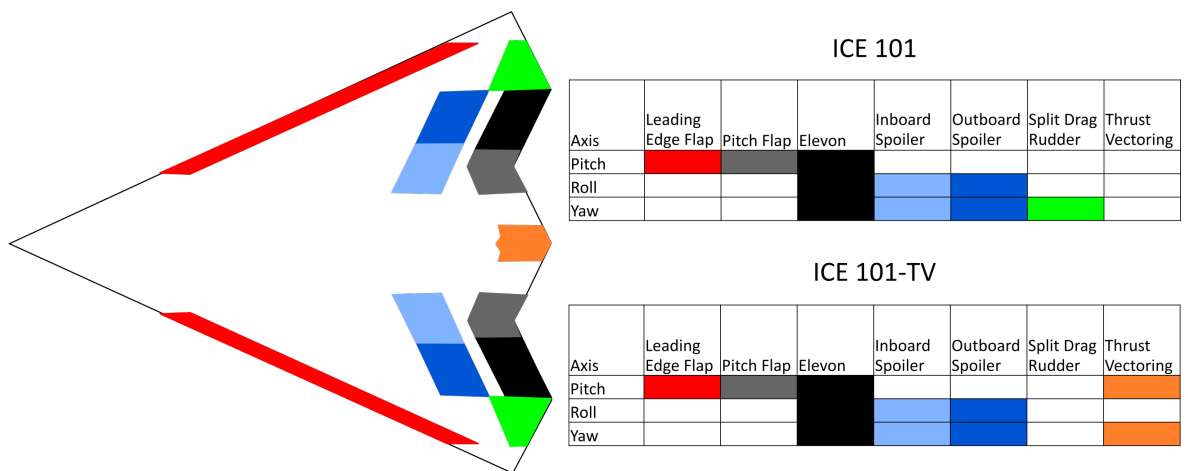 ICE 101
Axis
Leading
Edge Flap
Pitch Flap
Elevon
Inboard
Spoiler
Outboard
Spoiler
Split Drag
Rudder
Thrust
Vectoring
Pitch
Roll
Yaw
ICE 101-TV
Axis
Leading
Edge Flap
Pitch Flap
Elevon
Inboard
Spoiler
Outboard
Spoiler
Split Drag
Rudder
Thrust
Vectoring
Pitch
Roll
Yaw